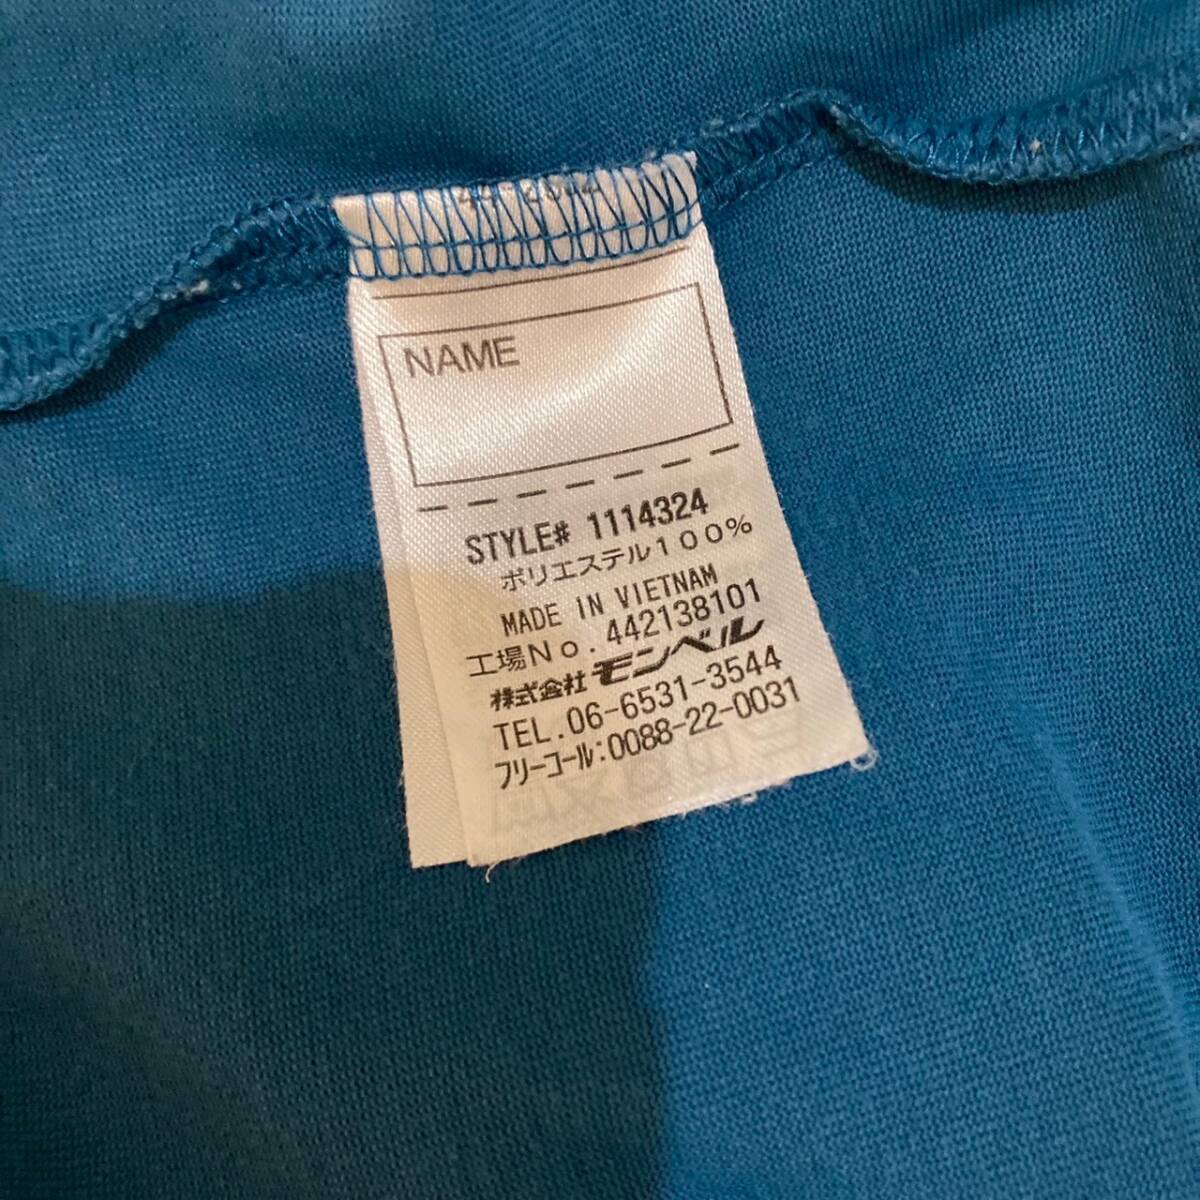 NAME
STYLE# 1114324
ポリエステル100%
MADE IN VIETNAM
工場No.442138101
株式会社モンベル
TEL.06-6531-3544
フリーコール:0088-22-0031